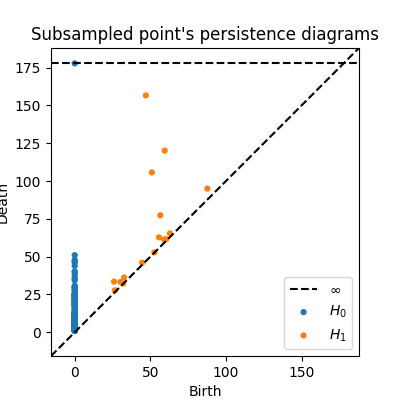 Subsampled point's persistence diagrams
175
150
125
100
75
50
25
0
Death
0 50 100 150
Birth
∞
H₀
H₁